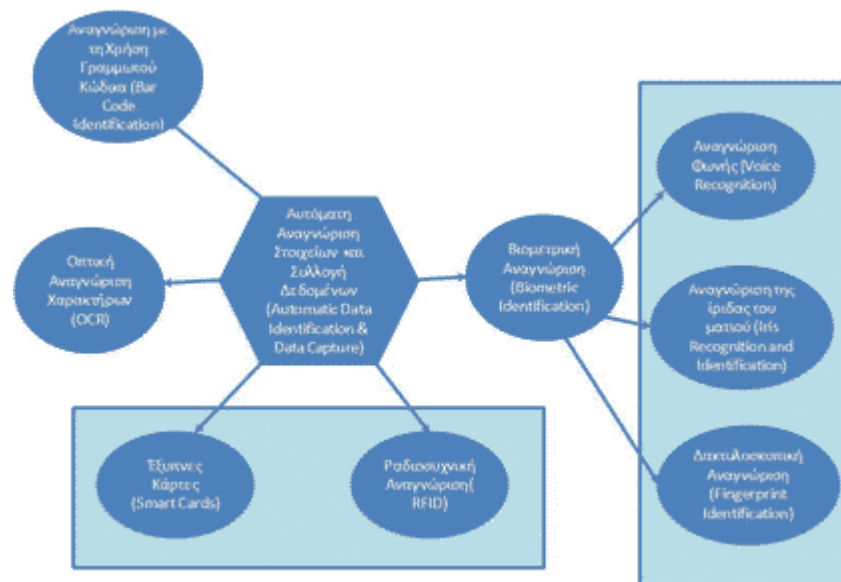 Αναγνώριση με
τη Χρήση
Γραμμωτού
Κώδικα (Bar
Code
Identification)
Αυτόματη
Αναγνώριση
Στοιχείων και
Συλλογή
Δεδομένων
(Automatic Data
Identification &
Data Capture)
Οπτική
Αναγνώριση
Χαρακτήρων
(OCR)
Βιομετρική
Αναγνώριση
(Biometric
Identification)
Αναγνώριση
Φωνής (Voice
Recognition)
Αναγνώριση της
ίριδας του
ματιού (Iris
Recognition and
Identification)
Δακτυλοσκοπική
Αναγνώριση
(Fingerprint
Identification)
Έξυπνες
Κάρτες
(Smart Cards)
Ραδιοσυχνική
Αναγνώριση(
RFID)